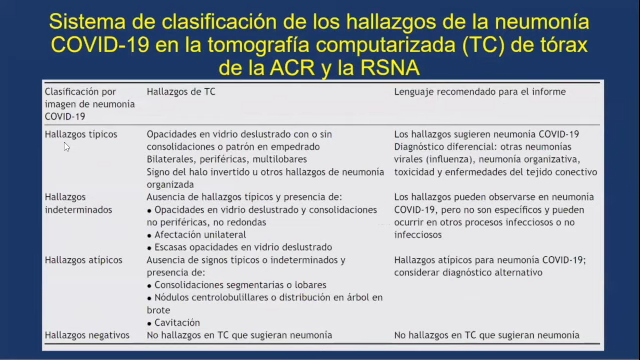 Sistema de clasificación de los hallazgos de la neumonía
COVID-19 en la tomografía computarizada (TC) de tórax
de la ACR y la RSNA
Clasificación por
imagen de neumonía
COVID-19
Hallazgos de TC
Lenguaje recomendado para el informe
Hallazgos típicos
Opacidades en vidrio deslustrado con o sin
consolidaciones o patrón en empedrado
Bilaterales, periféricas, multilobares
Signo del halo invertido u otros hallazgos de neumonía
organizada
Los hallazgos sugieren neumonía COVID-19
Diagnóstico diferencial: otras neumonías
virales (influenza), neumonía organizativa,
toxicidad y enfermedades del tejido conectivo
Hallazgos
indeterminados
Ausencia de hallazgos típicos y presencia de:
• Opacidades en vidrio deslustrado y consolidaciones
no periféricas, no redondas
• Afectación unilateral
• Escasas opacidades en vidrio deslustrado
Los hallazgos pueden observarse en neumonía
COVID-19, pero no son específicos y pueden
ocurrir en otros procesos infecciosos o no
infecciosos
Hallazgos atípicos
Ausencia de signos típicos o indeterminados y
presencia de:
• Consolidaciones segmentarias o lobares
• Nódulos centrolobulillares o distribución en árbol en
brote
• Cavitación
Hallazgos atípicos para neumonía COVID-19;
considerar diagnóstico alternativo
Hallazgos negativos
No hallazgos en TC que sugieran neumonía
No hallazgos en TC que sugieran neumonía